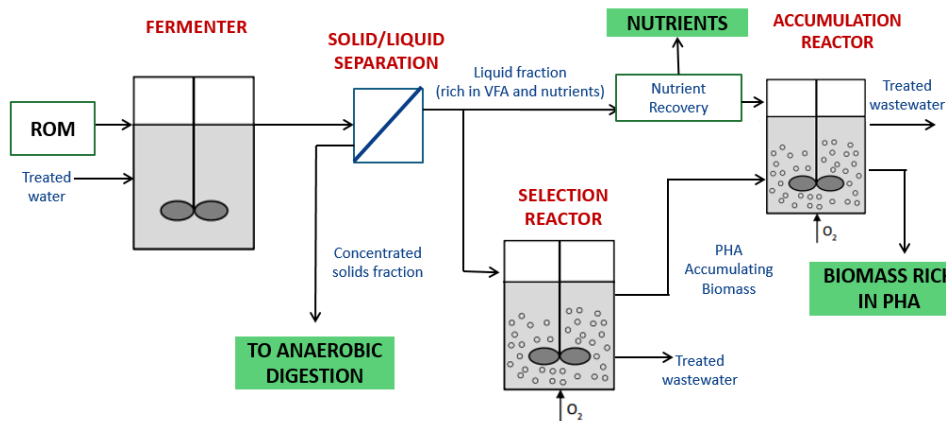 FERMENTER
SOLID/LIQUID
SEPARATION
NUTRIENTS
ACCUMULATION
REACTOR
Liquid fraction
(rich in VFA and nutrients)
Nutrient
Recovery
Treated
wastewater
ROM
Treated
water
SELECTION
REACTOR
O2
Concentrated
solids fraction
PHA
Accumulating
Biomass
BIOMASS RICH
IN PHA
TO ANAEROBIC
DIGESTION
Treated
wastewater
O2